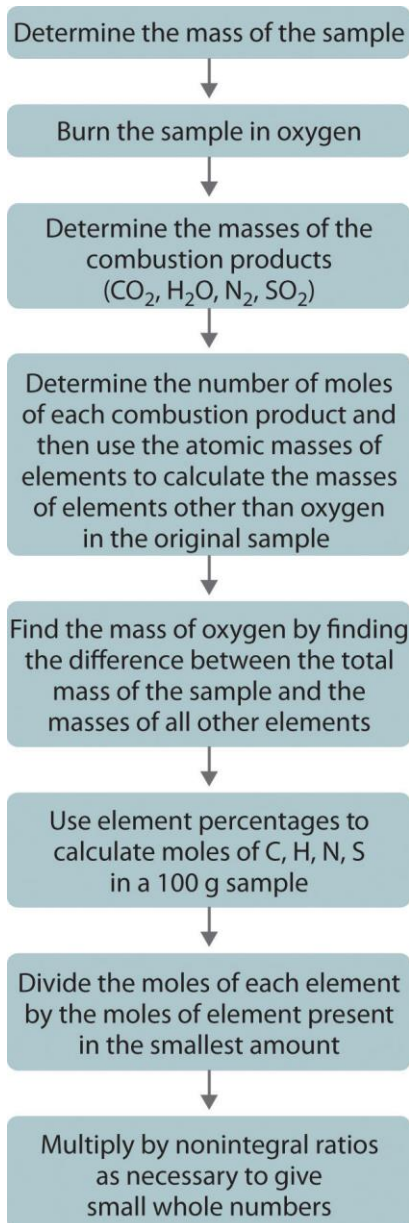 Determine the mass of the sample
Burn the sample in oxygen
Determine the masses of the
combustion products
(CO₂, H₂O, N₂, SO₂)
Determine the number of moles
of each combustion product and
then use the atomic masses of
elements to calculate the masses
of elements other than oxygen
in the original sample
Find the mass of oxygen by finding
the difference between the total
mass of the sample and the
masses of all other elements
Use element percentages to
calculate moles of C, H, N, S
in a 100 g sample
Divide the moles of each element
by the moles of element present
in the smallest amount
Multiply by nonintegral ratios
as necessary to give
small whole numbers